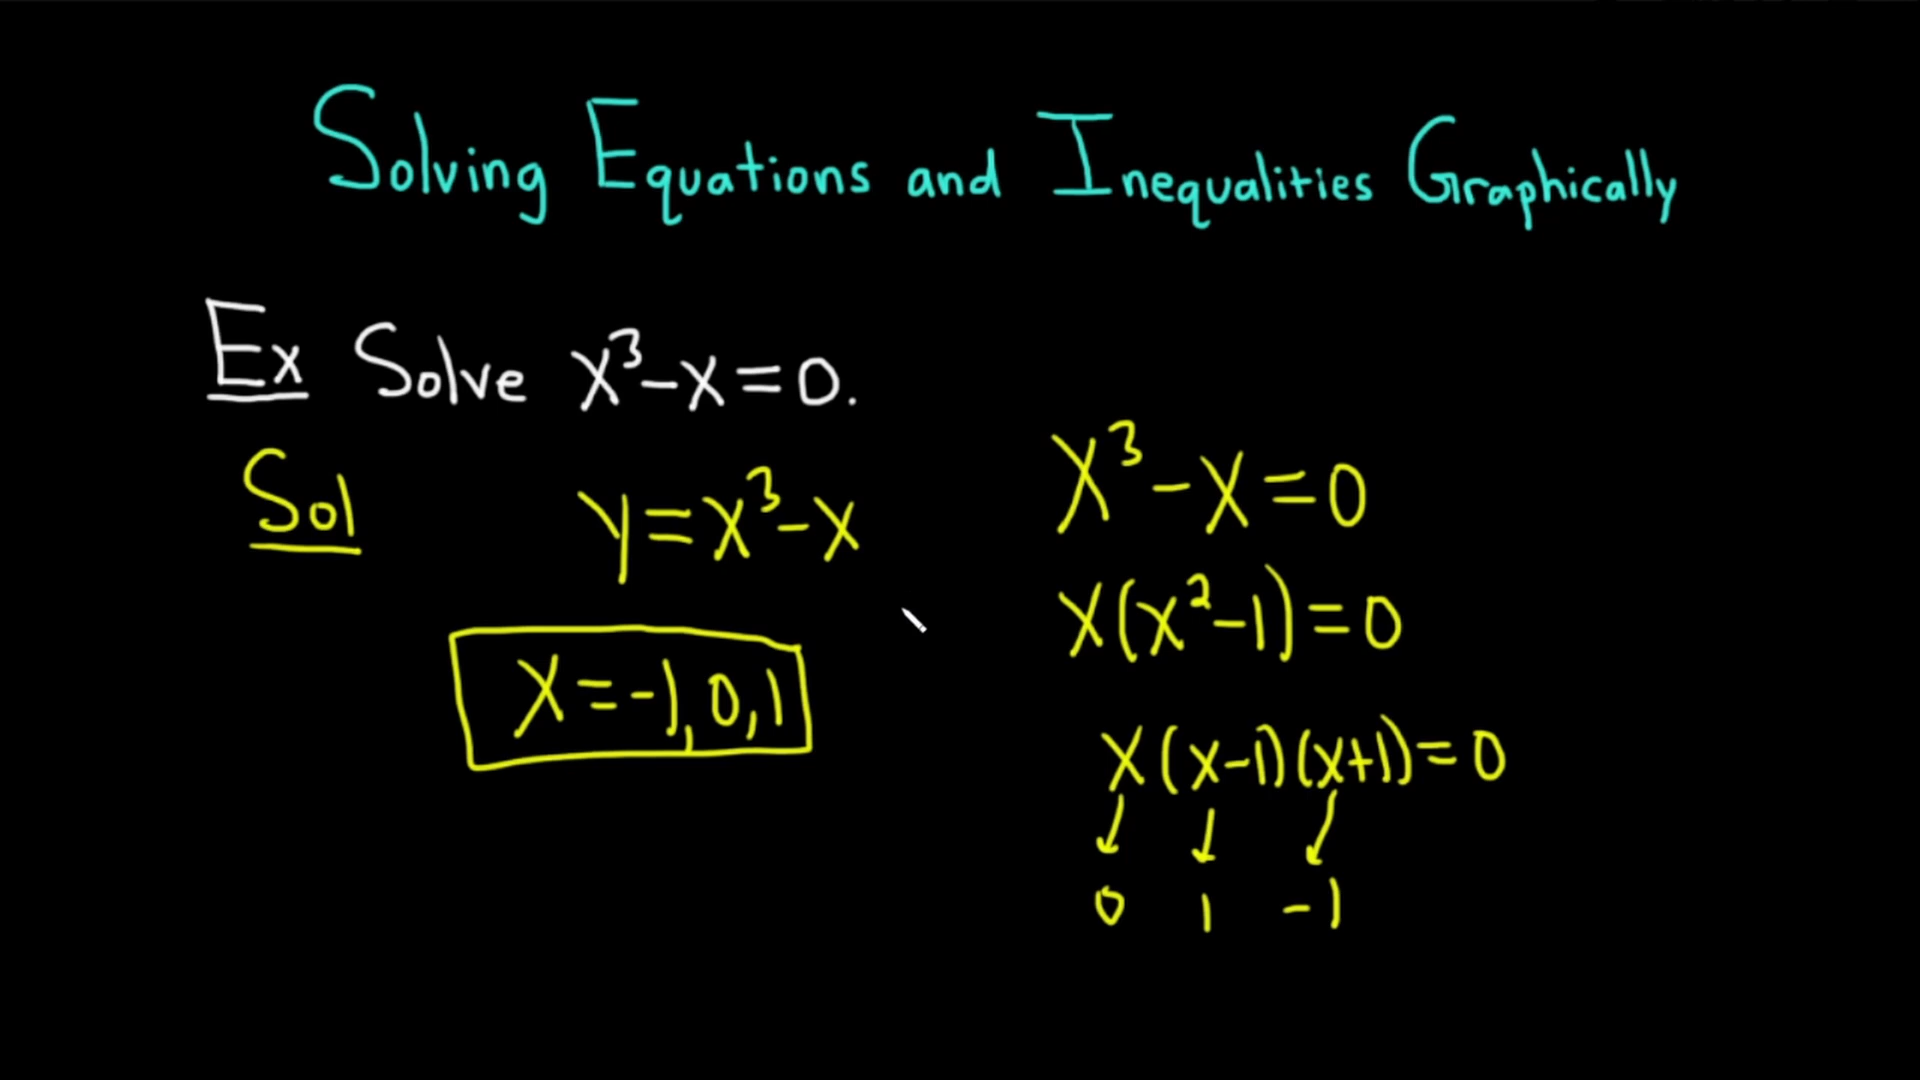 Solving Equations and Inequalities Graphically
Ex Solve x³-x=0.
Sol
y=x³-x
x=-1,0,1
x³-x=0
x(x²-1)=0
x(x-1)(x+1)=0
0 1 -1